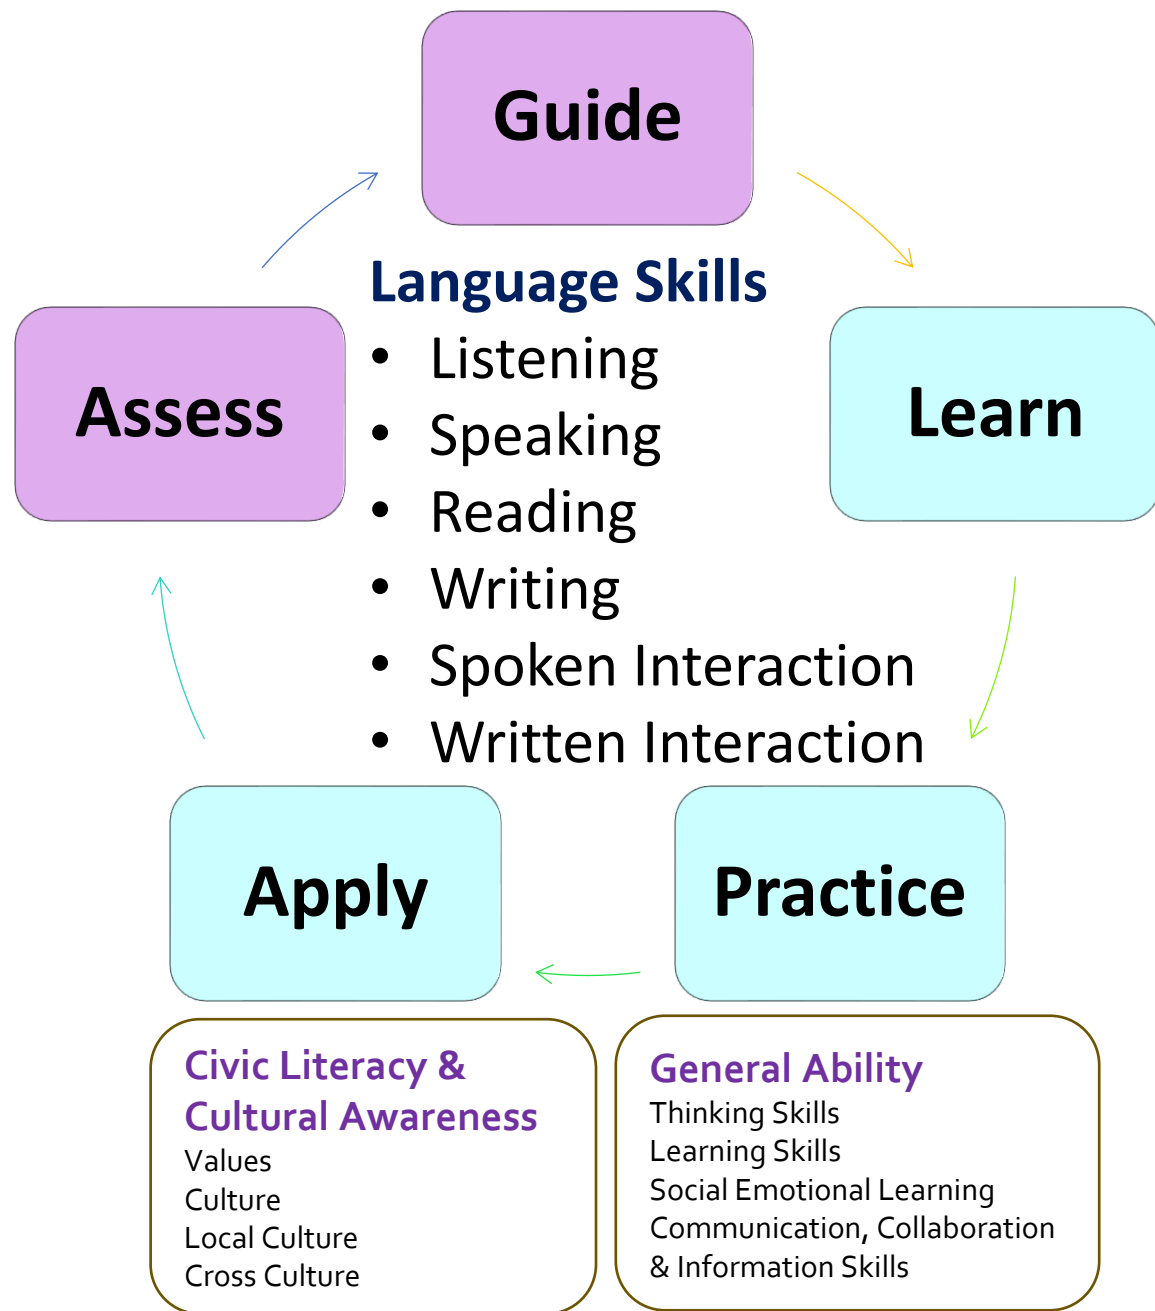 Guide
Language Skills
• Listening
• Speaking
• Reading
• Writing
• Spoken Interaction
• Written Interaction
Assess
Learn
Apply
Practice
Civic Literacy &
Cultural Awareness
Values
Culture
Local Culture
Cross Culture
General Ability
Thinking Skills
Learning Skills
Social Emotional Learning
Communication, Collaboration
& Information Skills